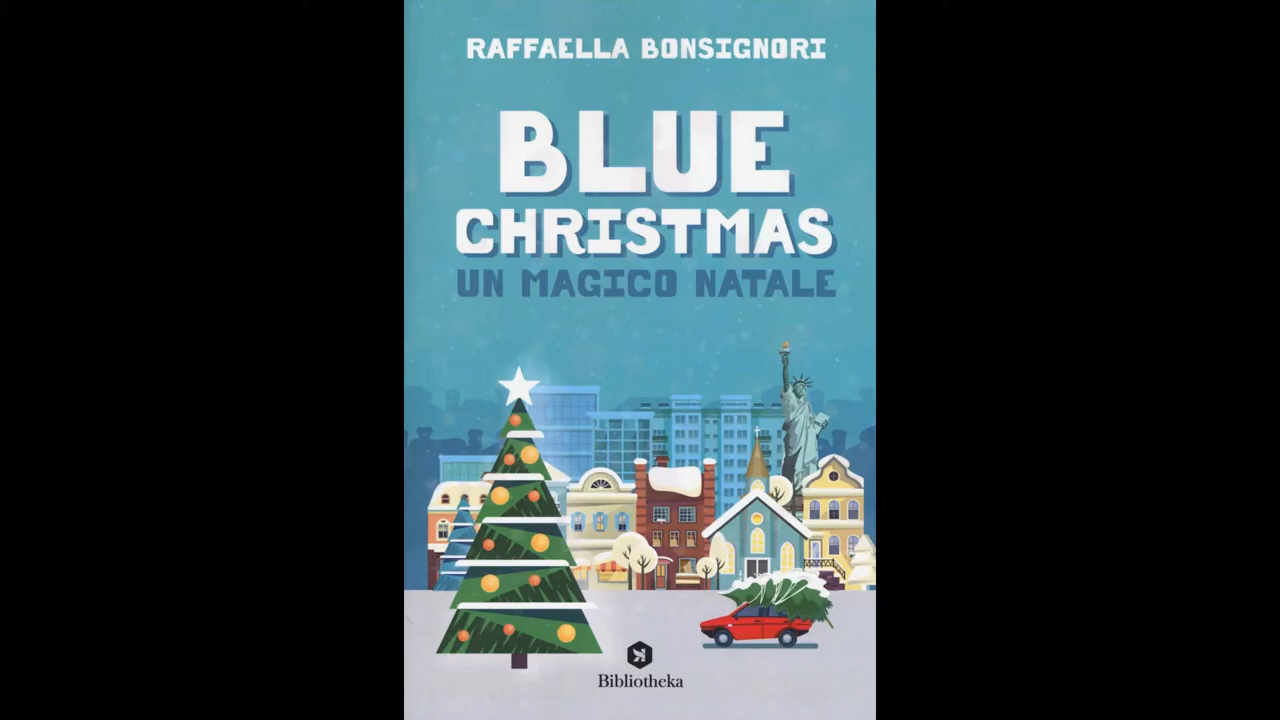 RAFFAELLA BONSIGNORI
BLUE
CHRISTMAS
UN MAGICO NATALE
Bibliotheka